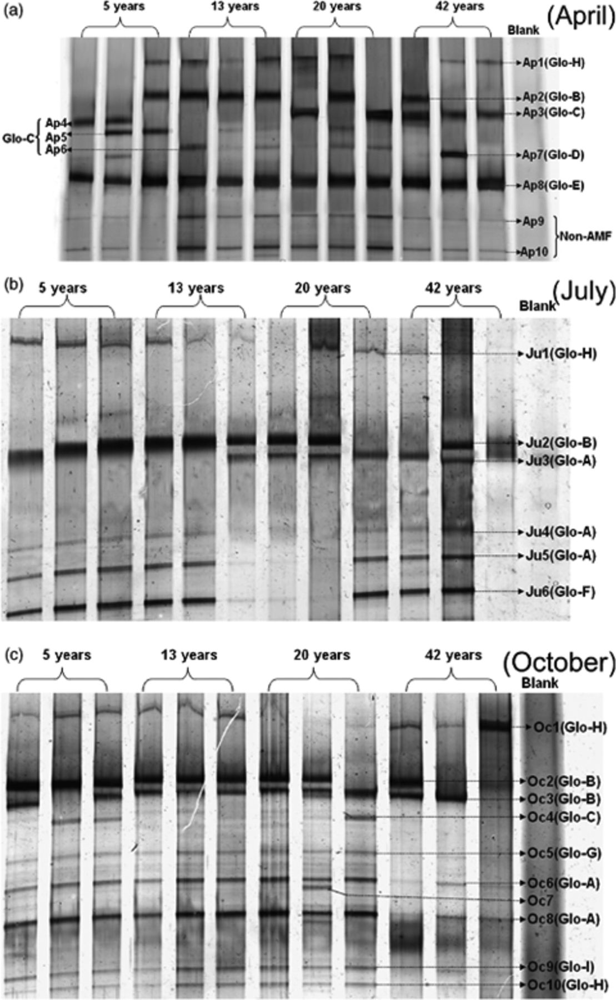 (a) 5 years 13 years 20 years 42 years (April)
Blank
Ap1(Glo-H)
Ap2(Glo-B)
Ap3(Glo-C)
Glo-C
Ap4
Ap5
Ap6
Ap7(Glo-D)
Ap8(Glo-E)
Ap9
Non-AMF
Ap10
(b) 5 years 13 years 20 years 42 years (July)
Blank
Ju1(Glo-H)
Ju2(Glo-B)
Ju3(Glo-A)
Ju4(Glo-A)
Ju5(Glo-A)
Ju6(Glo-F)
(c) 5 years 13 years 20 years 42 years (October)
Blank
Oc1(Glo-H)
Oc2(Glo-B)
Oc3(Glo-B)
Oc4(Glo-C)
Oc5(Glo-G)
Oc6(Glo-A)
Oc7
Oc8(Glo-A)
Oc9(Glo-I)
Oc10(Glo-H)